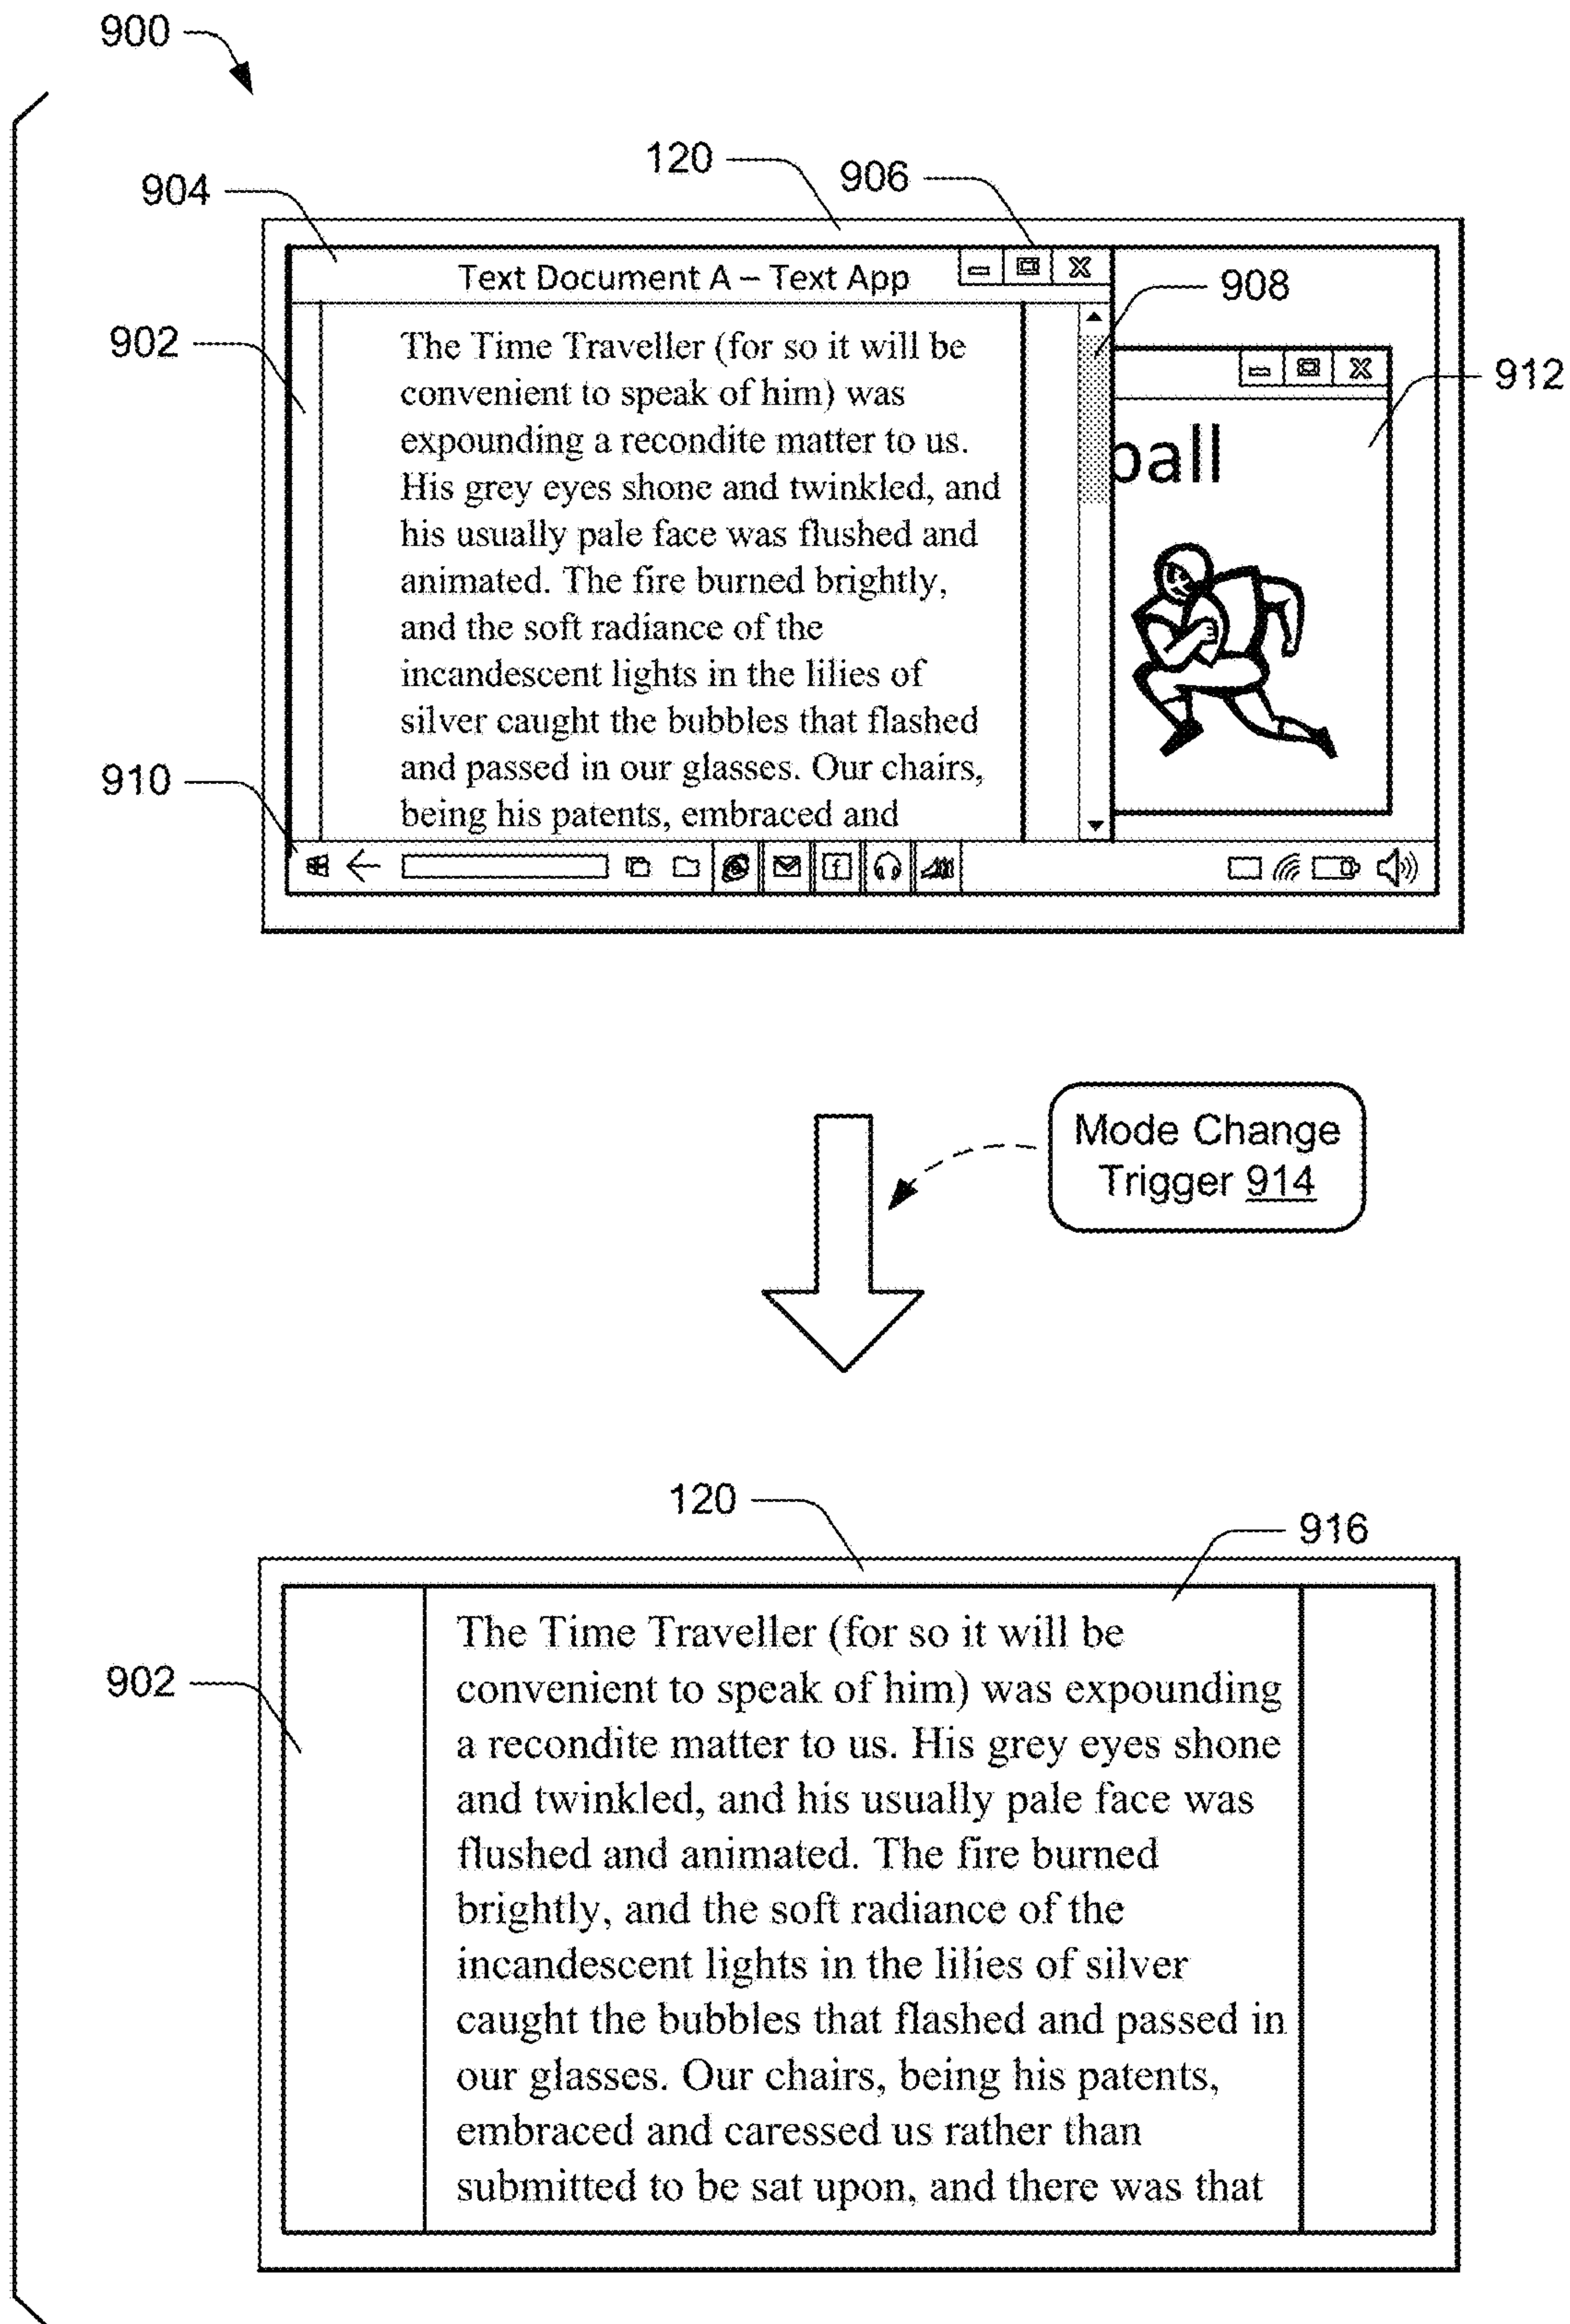 900
120
906
904
Text Document A – Text App
908
902
912
The Time Traveller (for so it will be
convenient to speak of him) was
expounding a recondite matter to us.
His grey eyes shone and twinkled, and
his usually pale face was flushed and
animated. The fire burned brightly,
and the soft radiance of the
incandescent lights in the lilies of
silver caught the bubbles that flashed
and passed in our glasses. Our chairs,
being his patents, embraced and
ball
910
f
Mode Change
Trigger 914
120
916
902
The Time Traveller (for so it will be
convenient to speak of him) was expounding
a recondite matter to us. His grey eyes shone
and twinkled, and his usually pale face was
flushed and animated. The fire burned
brightly, and the soft radiance of the
incandescent lights in the lilies of silver
caught the bubbles that flashed and passed in
our glasses. Our chairs, being his patents,
embraced and caressed us rather than
submitted to be sat upon, and there was that